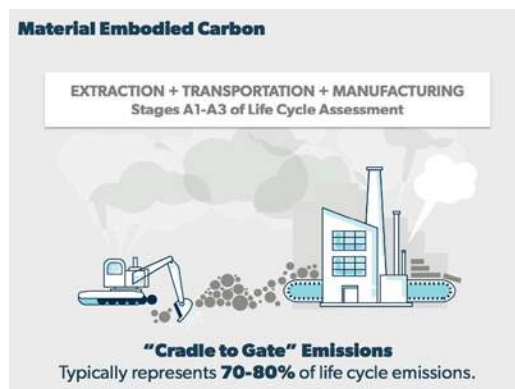 Material Embodied Carbon
EXTRACTION + TRANSPORTATION + MANUFACTURING
Stages A1-A3 of Life Cycle Assessment
“Cradle to Gate” Emissions
Typically represents 70-80% of life cycle emissions.